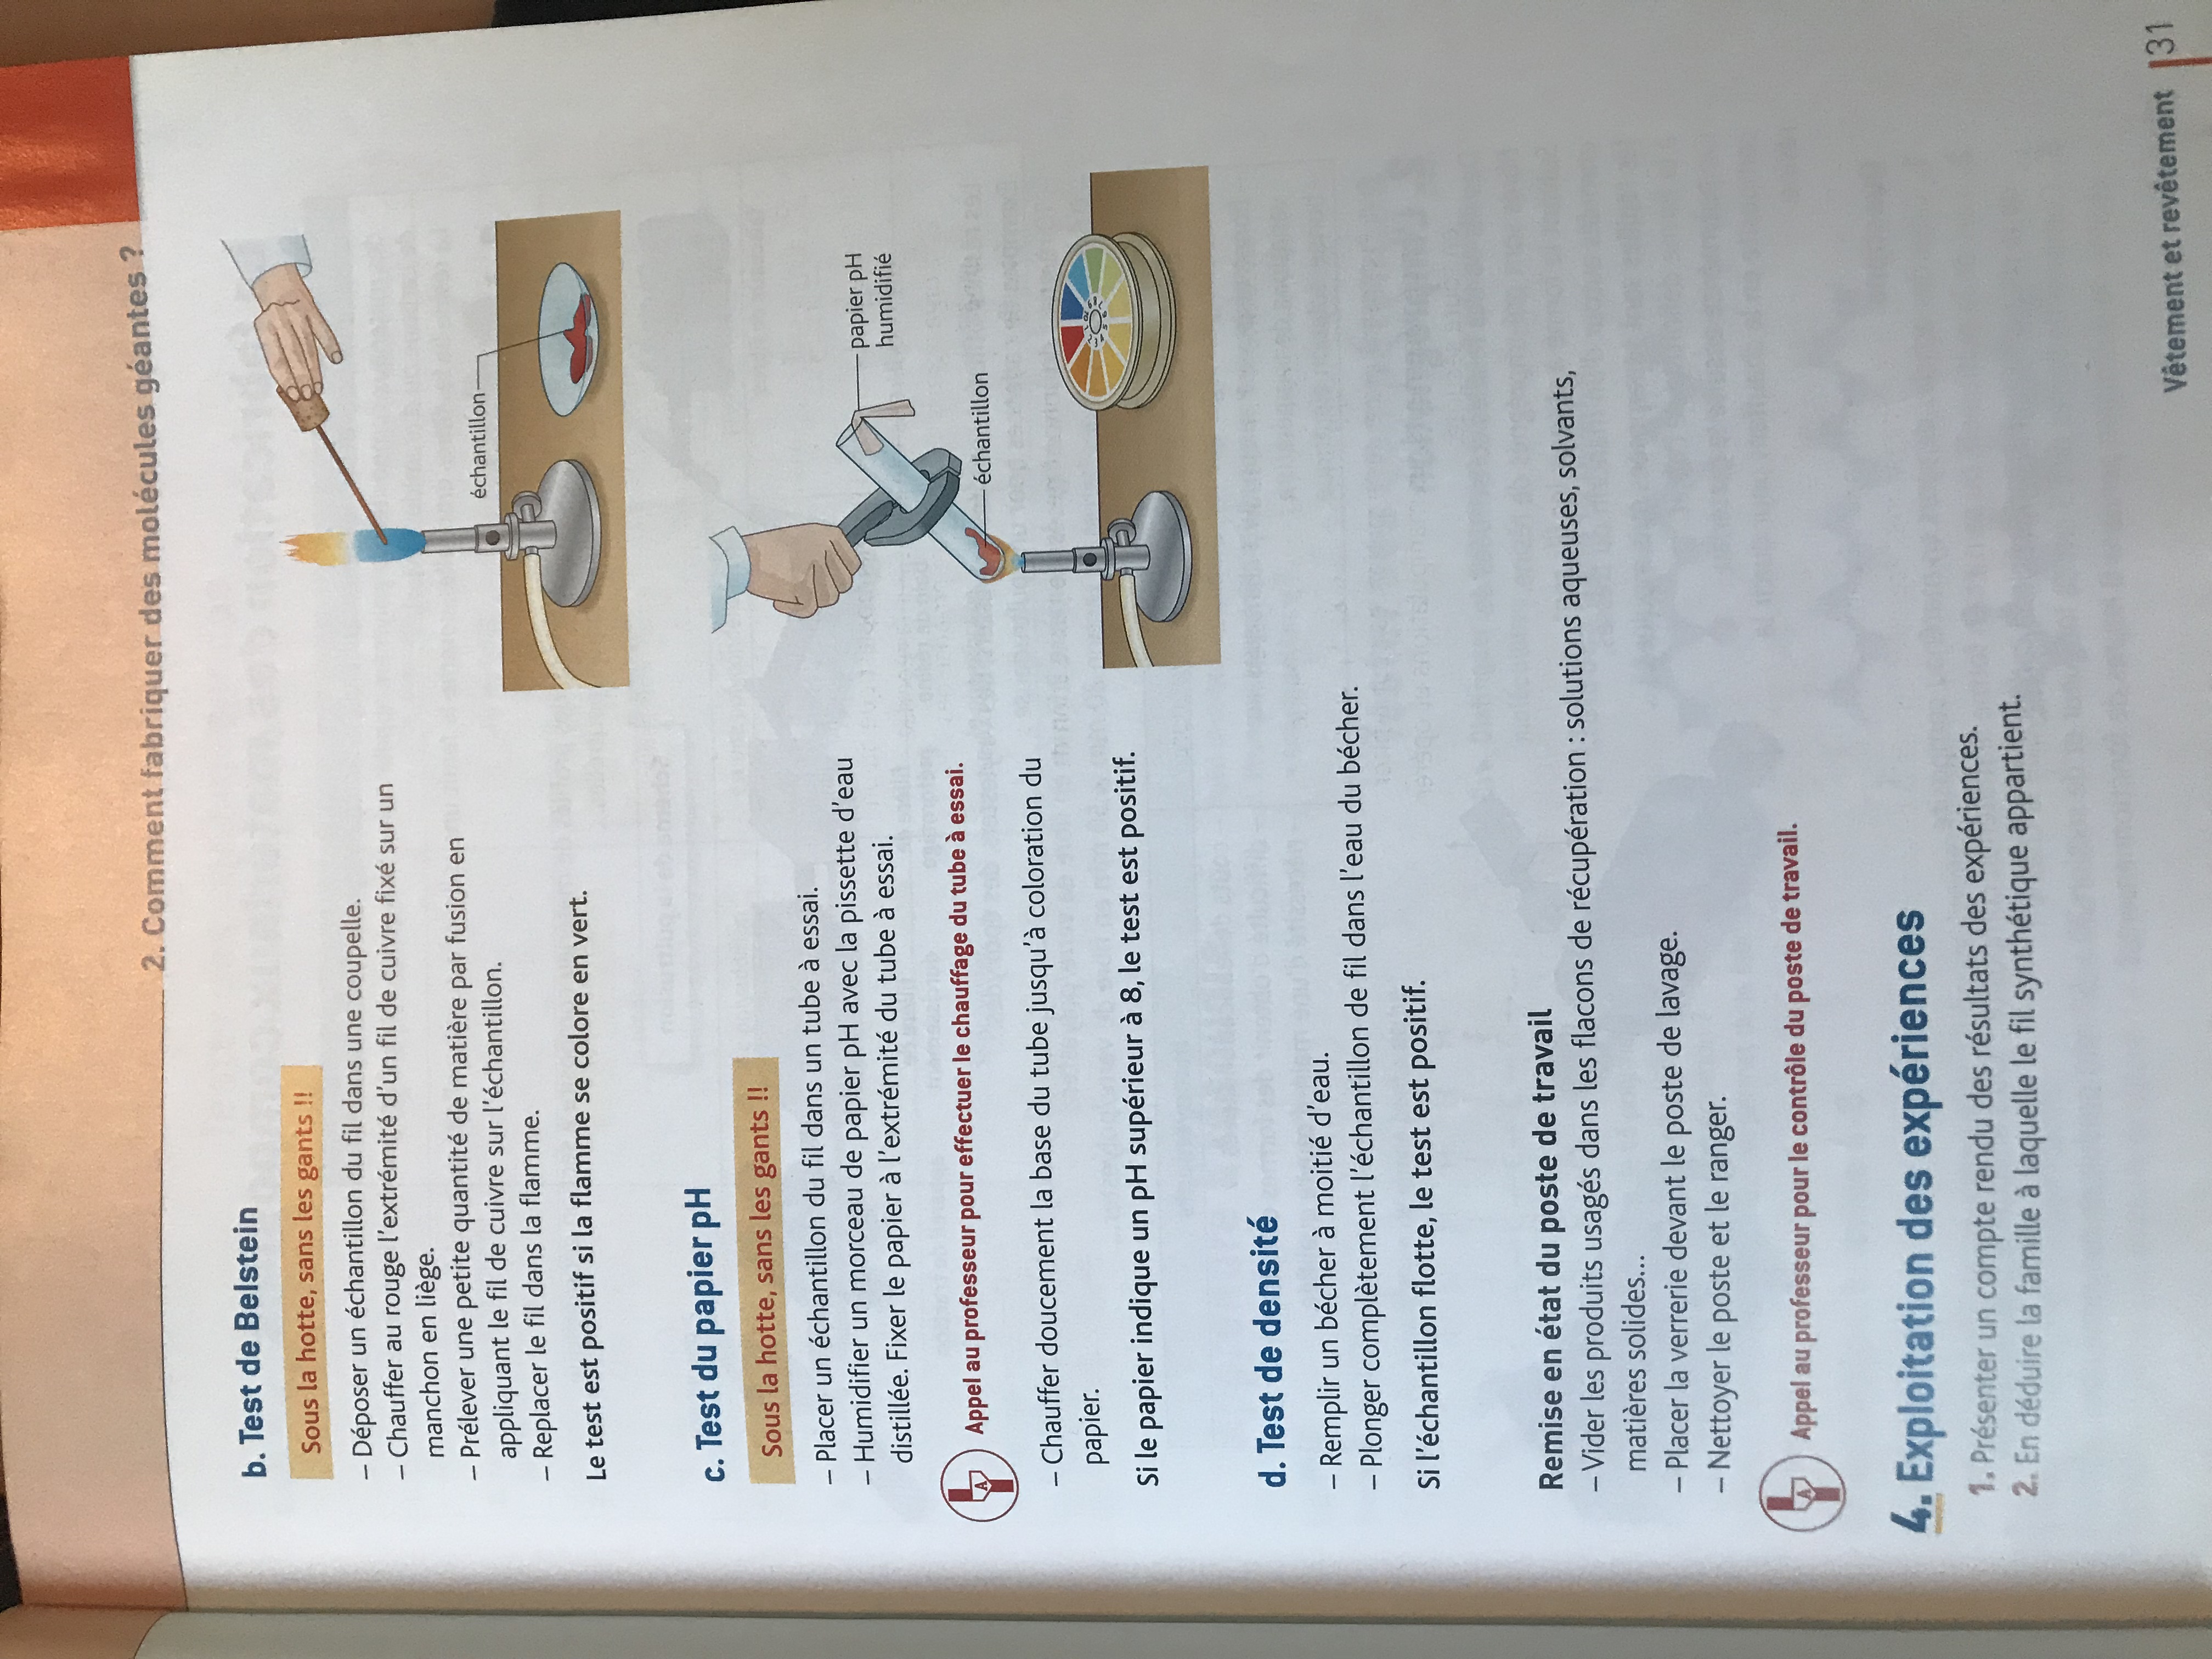 2. Comment fabriquer des molécules géantes ?
b. Test de Belstein
Sous la hotte, sans les gants !!
– Déposer un échantillon du fil dans une coupelle.
– Chauffer au rouge l'extrémité d'un fil de cuivre fixé sur un
manchon en liège.
– Prélever une petite quantité de matière par fusion en
appliquant le fil de cuivre sur l'échantillon.
– Replacer le fil dans la flamme.
Le test est positif si la flamme se colore en vert.
échantillon
c. Test du papier pH
Sous la hotte, sans les gants !!
– Placer un échantillon du fil dans un tube à essai.
– Humidifier un morceau de papier pH avec la pissette d'eau
distillée. Fixer le papier à l'extrémité du tube à essai.
A
Appel au professeur pour effectuer le chauffage du tube à essai.
– Chauffer doucement la base du tube jusqu'à coloration du
papier.
Si le papier indique un pH supérieur à 8, le test est positif.
papier pH
humidifié
échantillon
d. Test de densité
– Remplir un bécher à moitié d'eau.
– Plonger complètement l'échantillon de fil dans l'eau du bécher.
Si l'échantillon flotte, le test est positif.
Remise en état du poste de travail
– Vider les produits usagés dans les flacons de récupération : solutions aqueuses, solvants,
matières solides...
– Placer la verrerie devant le poste de lavage.
– Nettoyer le poste et le ranger.
A
Appel au professeur pour le contrôle du poste de travail.
4. Exploitation des expériences
1. Présenter un compte rendu des résultats des expériences.
2. En déduire la famille à laquelle le fil synthétique appartient.
Vêtement et revêtement 31